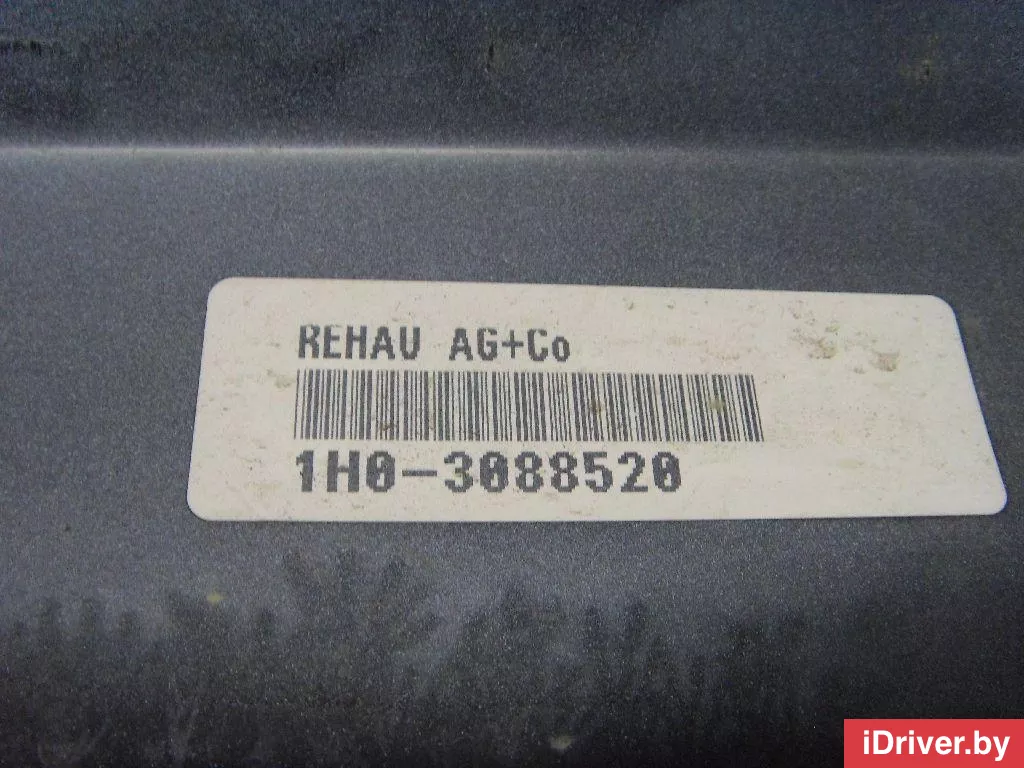 REHAU AG+Co
1H0-3088520
iDriver.by